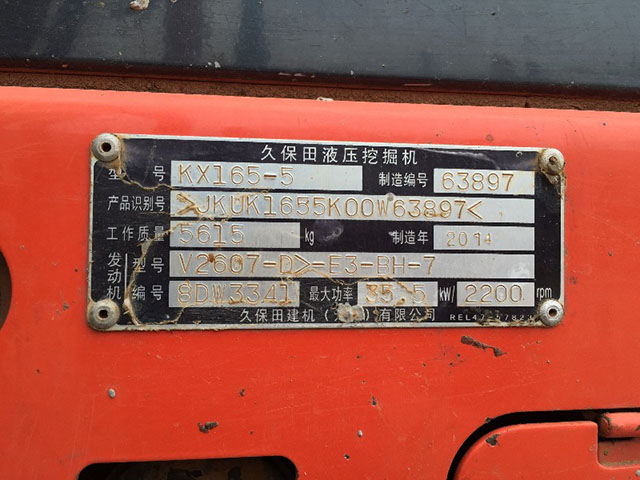 久保田液压挖掘机
型号 KX165-5 制造编号 63897
产品识别号 >JKUK1655K00W63897<
工作质量 5615 kg 制造年 2014
发动机 型号 V2607-D>=E3-BH-7
编号 8DW3341 最大功率 35.5 kW/ 2200 rpm
久保田建机( )有限公司 REL47-57823